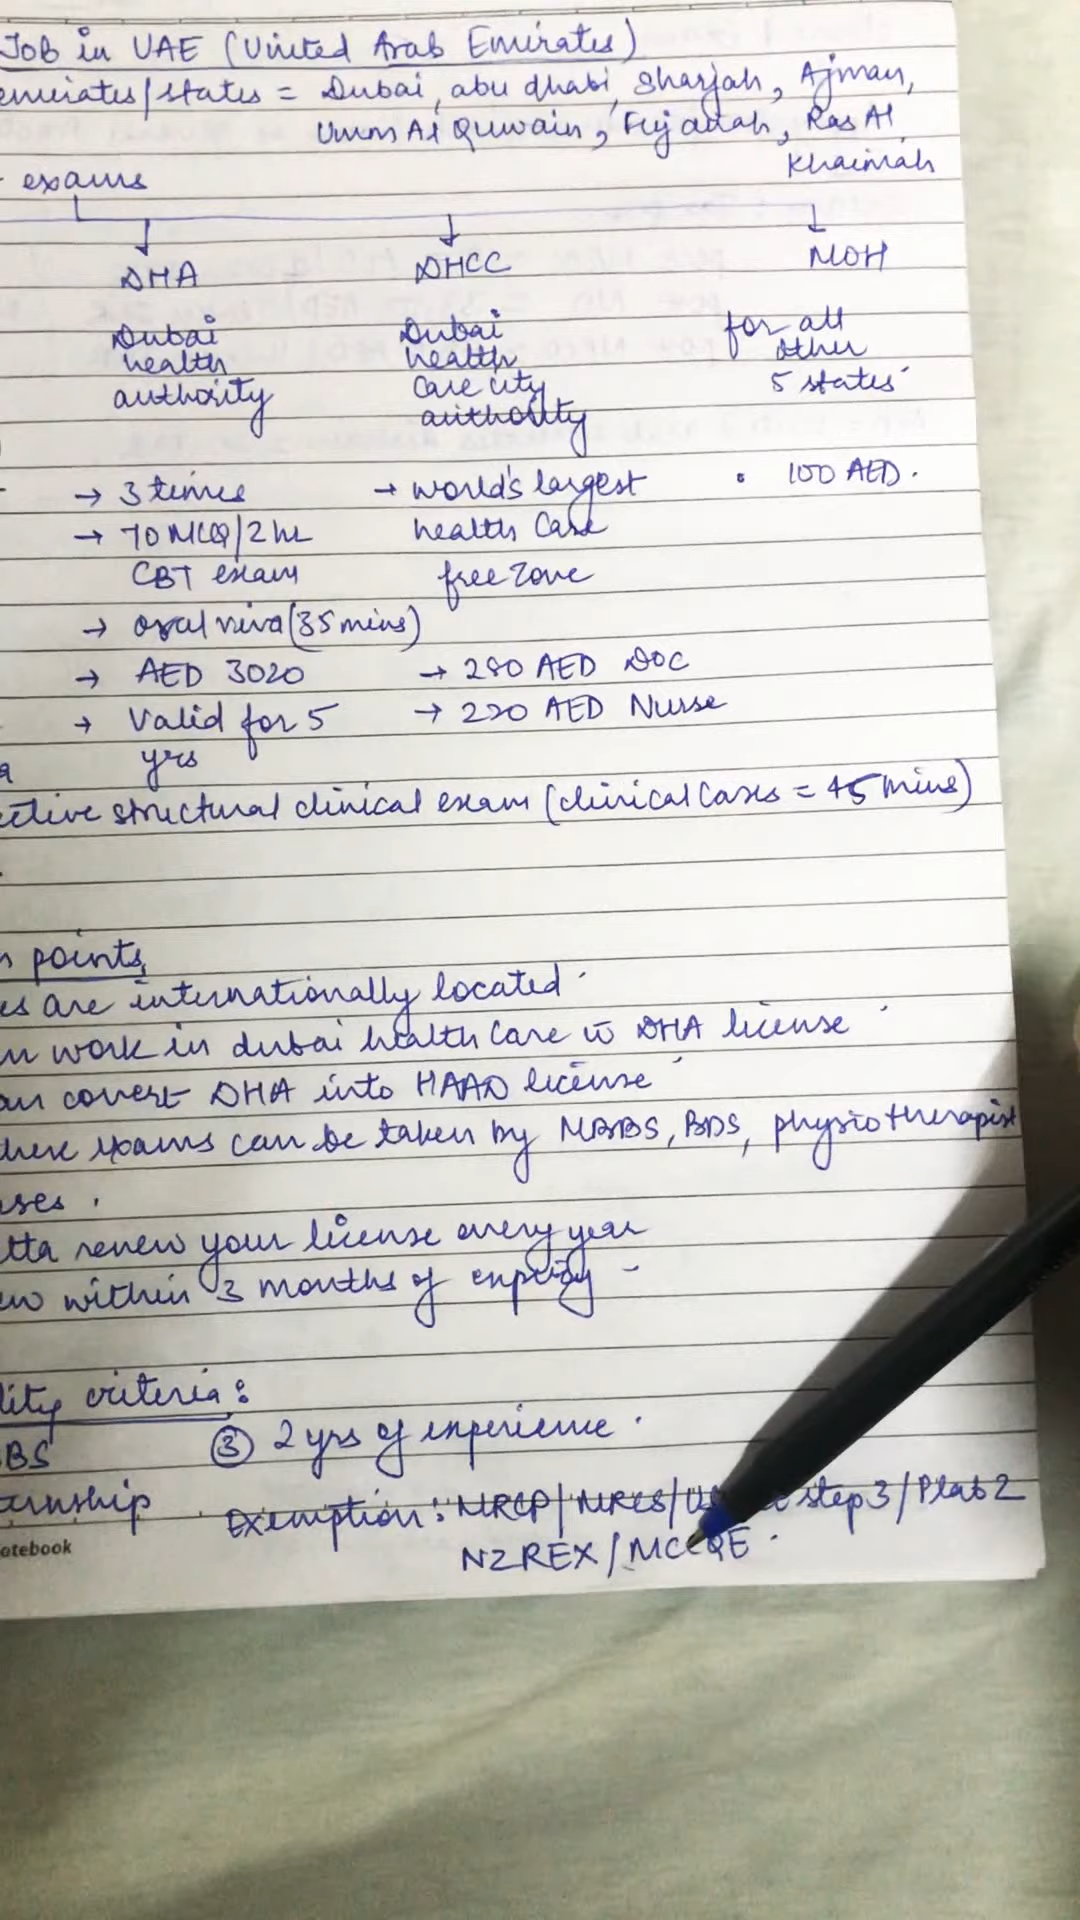 Job in UAE (United Arab Emirates)
emirates/states = Dubai, abu dhabi, Sharjah, Ajman,
Umm Al Quwain, Fujairah, Ras Al
Khaimah
exams
DHA DHCC MOH
Dubai health authority
Dubai health care city authority
for all other 5 states
→ 3 times
→ 70 MCQ/2 hr
CBT exam
→ oral viva (35 mins)
→ AED 3020
→ Valid for 5
yrs
→ world's largest
health care
free zone
→ 280 AED Doc
→ 220 AED Nurse
• 100 AED.
ctive structural clinical exam (clinical cases = 45 mins)
points
es are internationally located.
n work in dubai health care w DHA license
an covert DHA into HAAD license
here exams can be taken by MBBS, BDS, physiotherapist
ses.
tta renew your license every year
ew within 3 months of expiry -
lity criteria:
BS ③ 2 yrs of experience.
ternship Exemption: MRCP/ MRCS/ step 3/ Plab 2
NZREX / MCCQE.
otebook